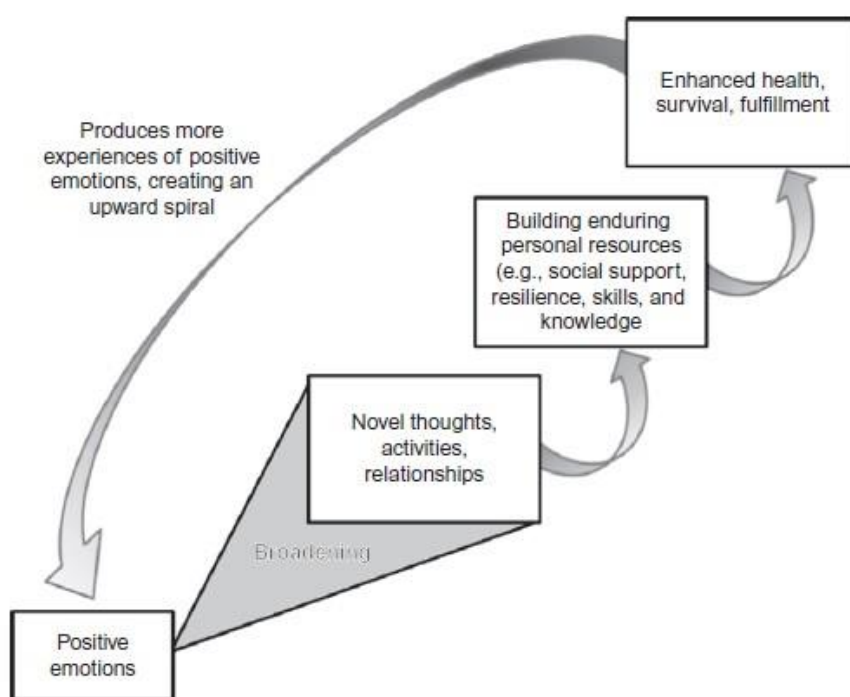 Enhanced health,
survival, fulfillment
Produces more
experiences of positive
emotions, creating an
upward spiral
Building enduring
personal resources
(e.g., social support,
resilience, skills, and
knowledge
Novel thoughts,
activities,
relationships
Broadening
Positive
emotions